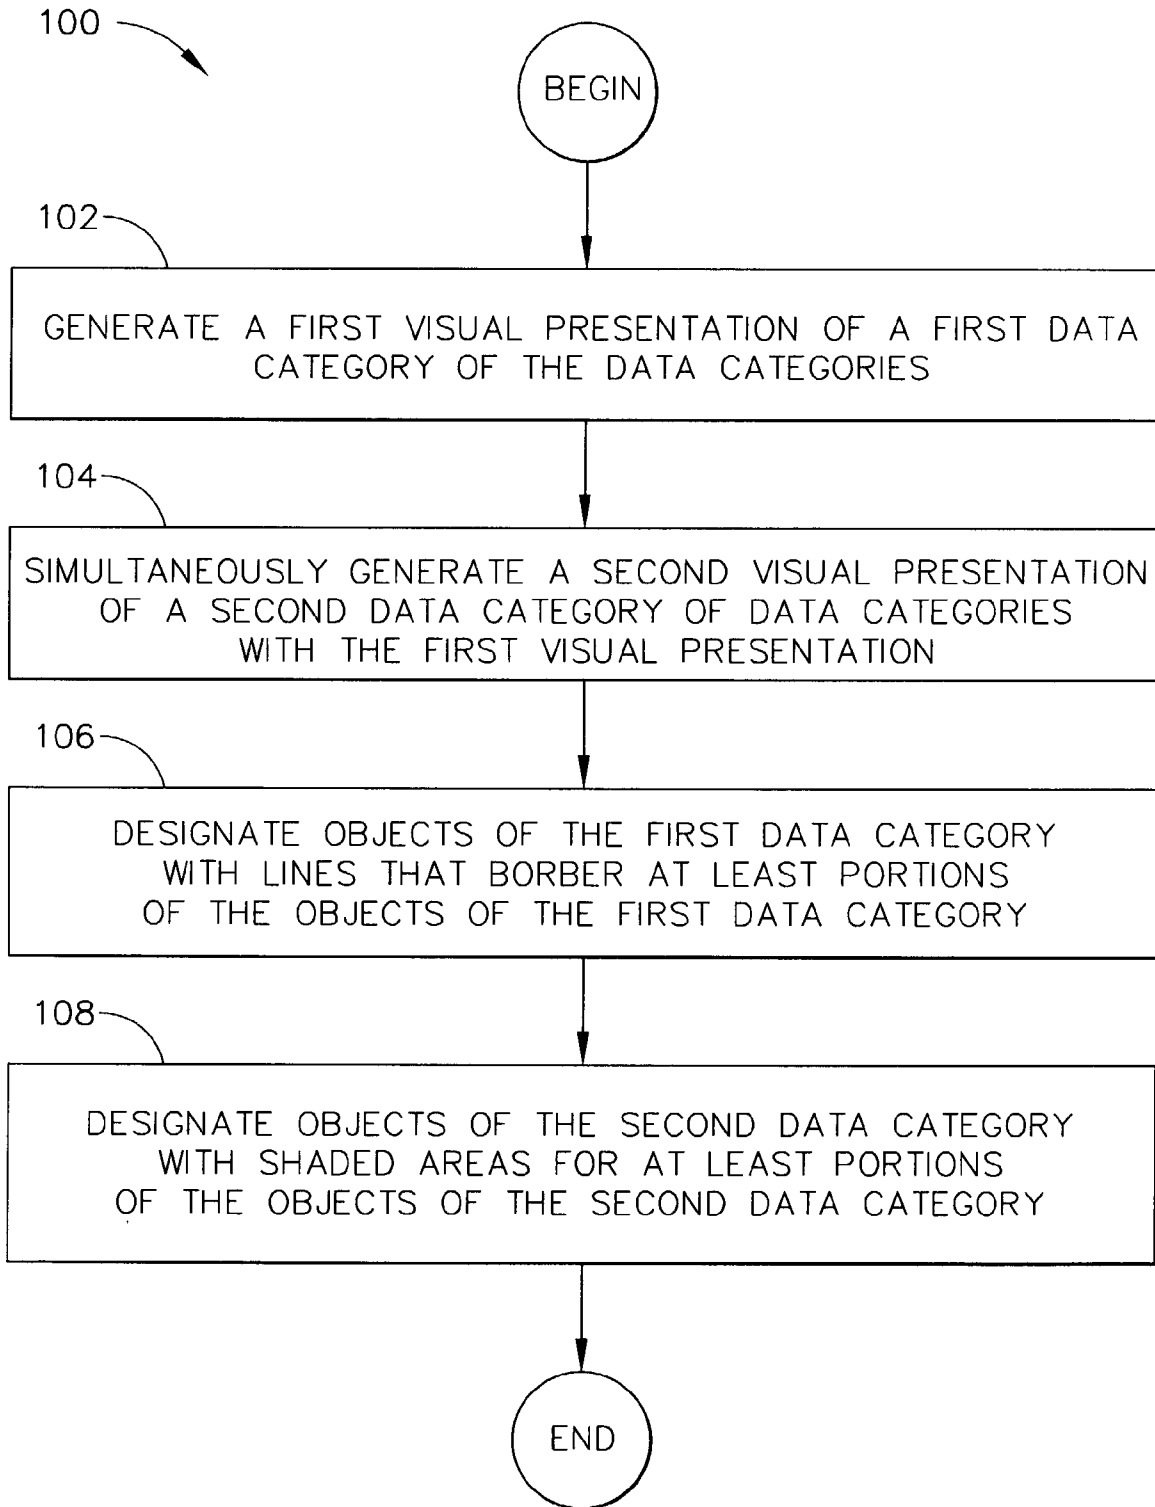 100
BEGIN
102
GENERATE A FIRST VISUAL PRESENTATION OF A FIRST DATA
CATEGORY OF THE DATA CATEGORIES
104
SIMULTANEOUSLY GENERATE A SECOND VISUAL PRESENTATION
OF A SECOND DATA CATEGORY OF DATA CATEGORIES
WITH THE FIRST VISUAL PRESENTATION
106
DESIGNATE OBJECTS OF THE FIRST DATA CATEGORY
WITH LINES THAT BORBER AT LEAST PORTIONS
OF THE OBJECTS OF THE FIRST DATA CATEGORY
108
DESIGNATE OBJECTS OF THE SECOND DATA CATEGORY
WITH SHADED AREAS FOR AT LEAST PORTIONS
OF THE OBJECTS OF THE SECOND DATA CATEGORY
END